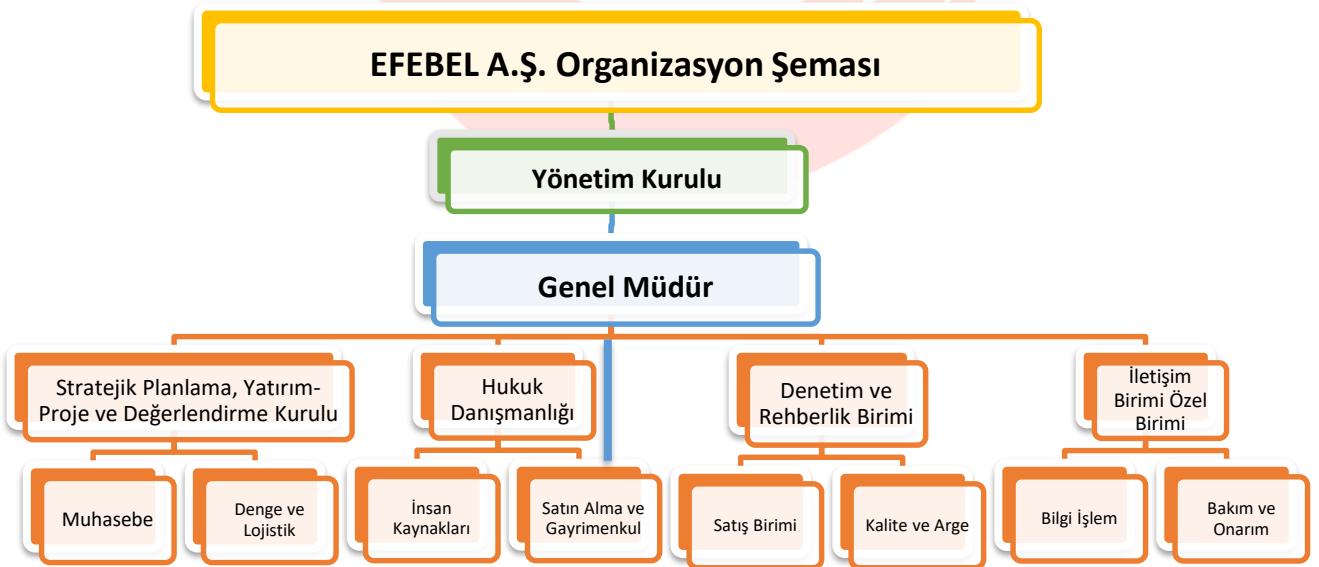 EFEBEL A.Ş. Organizasyon Şeması
Yönetim Kurulu
Genel Müdür
Stratejik Planlama, Yatırım-
Proje ve Değerlendirme Kurulu
Hukuk
Danışmanlığı
Denetim ve
Rehberlik Birimi
İletişim
Birimi Özel
Birimi
Muhasebe
Denge ve
Lojistik
İnsan
Kaynakları
Satın Alma ve
Gayrimenkul
Satış Birimi
Kalite ve Arge
Bilgi İşlem
Bakım ve
Onarım